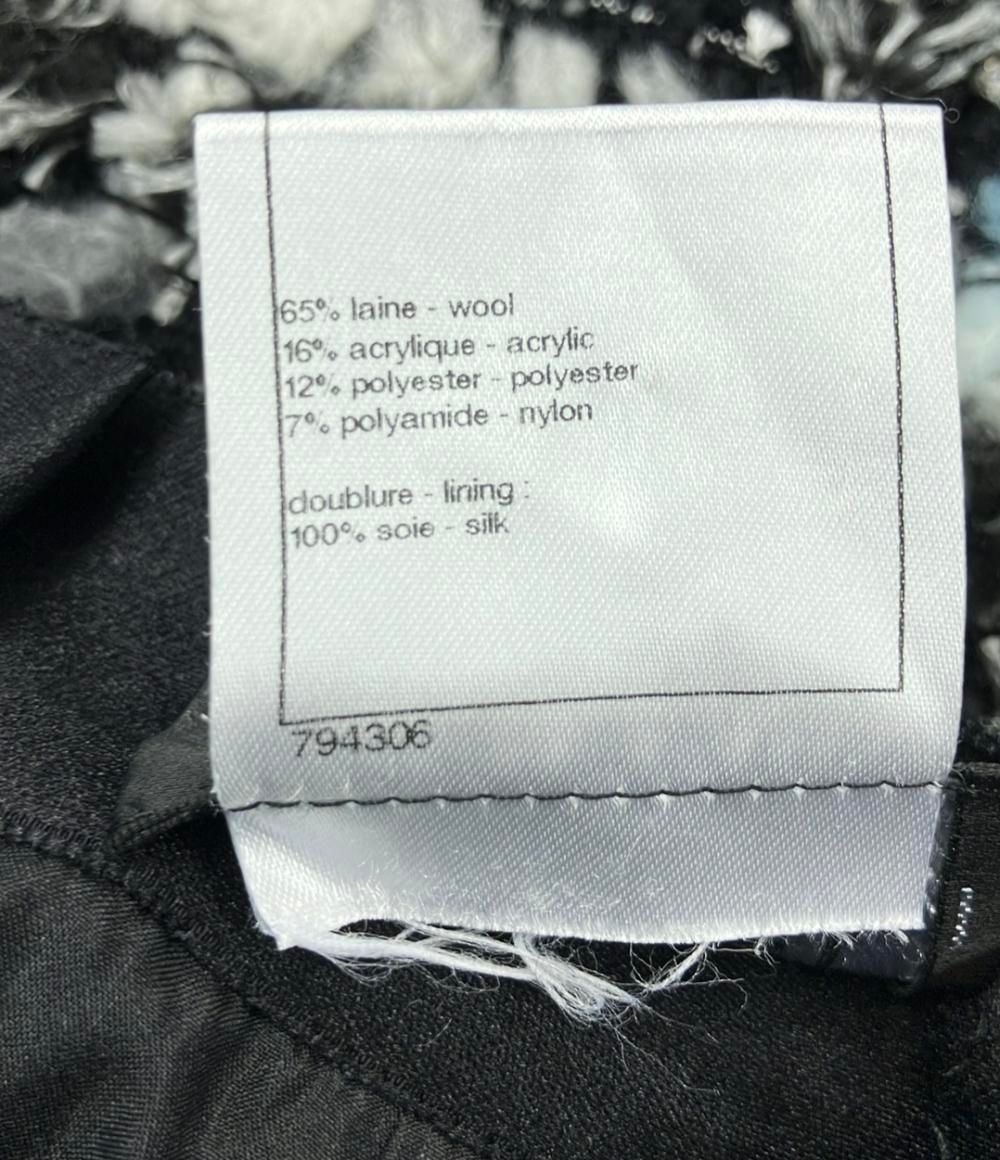 65% laine - wool
16% acrylique - acrylic
12% polyester - polyester
7% polyamide - nylon
doublure - lining :
100% soie - silk
794306